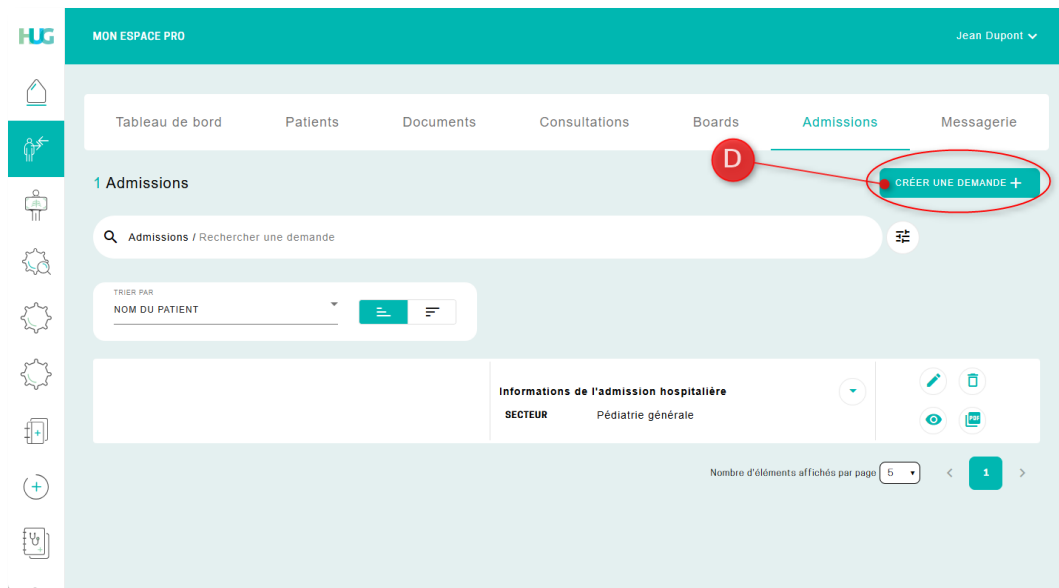 HUG
MON ESPACE PRO
Jean Dupont
Tableau de bord Patients Documents Consultations Boards Admissions Messagerie
D
1 Admissions
CRÉER UNE DEMANDE +
Admissions / Rechercher une demande
TRIER PAR
NOM DU PATIENT
Informations de l'admission hospitalière
SECTEUR Pédiatrie générale
PDF
Nombre d'éléments affichés par page 5 < 1 >